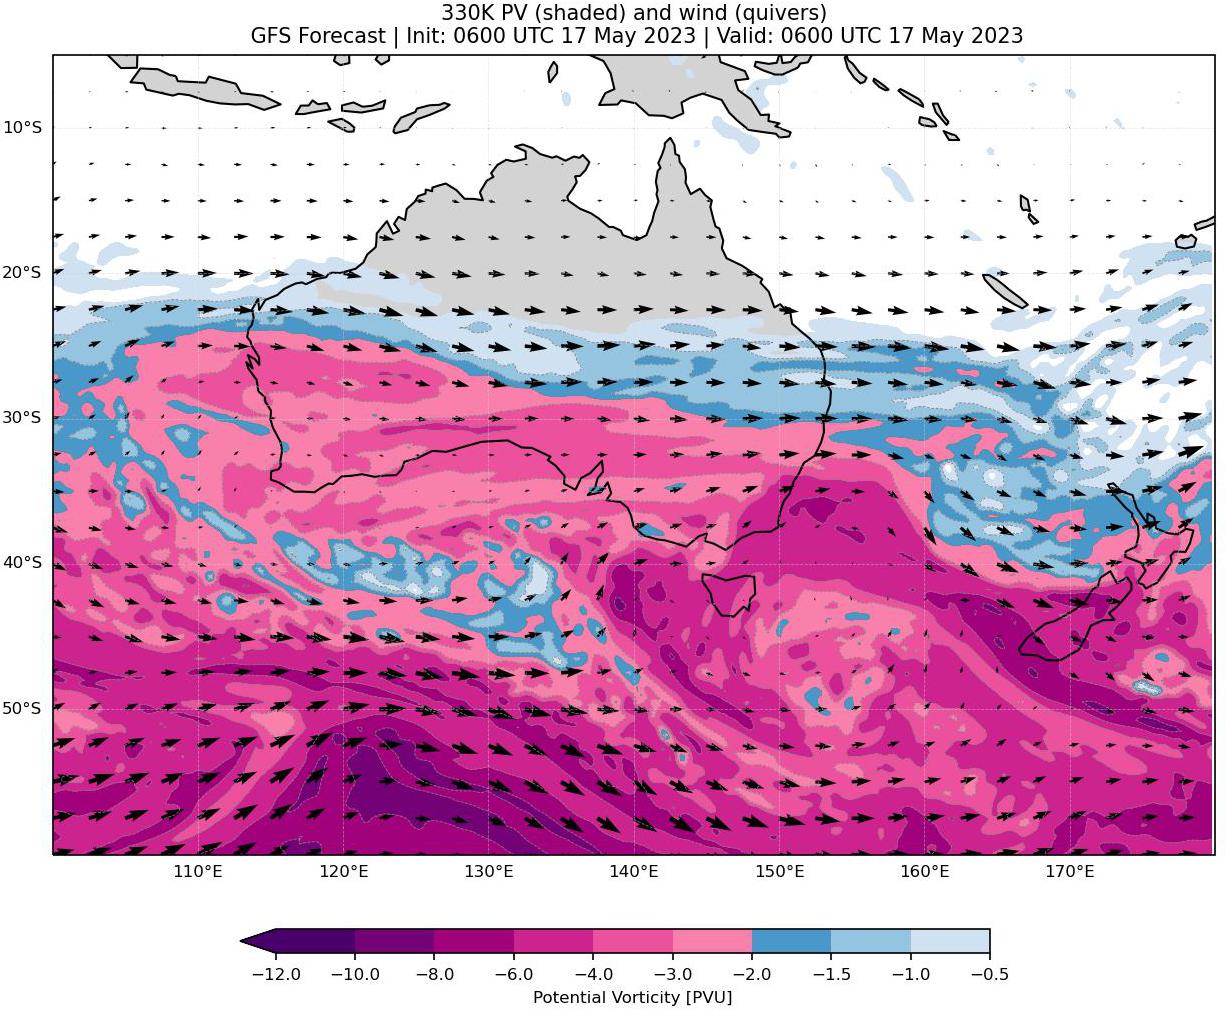 330K PV (shaded) and wind (quivers)
GFS Forecast | Init: 0600 UTC 17 May 2023 | Valid: 0600 UTC 17 May 2023
10°S
20°S
30°S
40°S
50°S
110°E 120°E 130°E 140°E 150°E 160°E 170°E
−12.0 −10.0 −8.0 −6.0 −4.0 −3.0 −2.0 −1.5 −1.0 −0.5
Potential Vorticity [PVU]